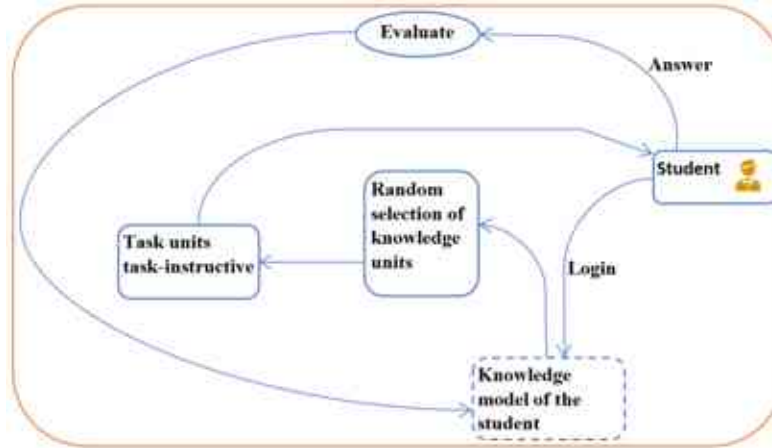 Evaluate
Answer
Student
Random
selection of
knowledge
units
Task units
task-instructive
Login
Knowledge
model of the
student